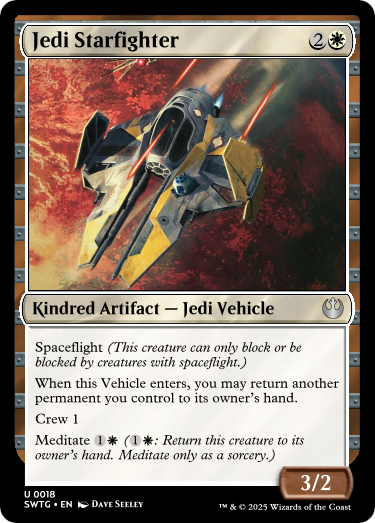 Jedi Starfighter 2
Kindred Artifact — Jedi Vehicle
Spaceflight (This creature can only block or be
blocked by creatures with spaceflight.)
When this Vehicle enters, you may return another
permanent you control to its owner's hand.
Crew 1
Meditate 1 (1: Return this creature to its
owner's hand. Meditate only as a sorcery.)
3/2
U 0018
SWTG • EN Dave Seeley
™ & © 2025 Wizards of the Coast